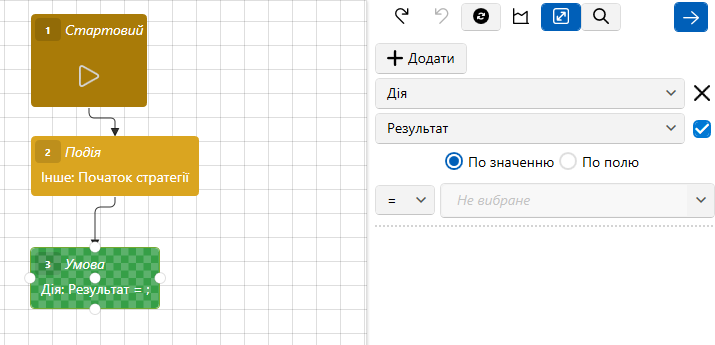 1 Стартовий
2 Подія
Інше: Початок стратегії
3 Умова
Дія: Результат = ;
Додати
Дія
Результат
По значенню По полю
= Не вибране